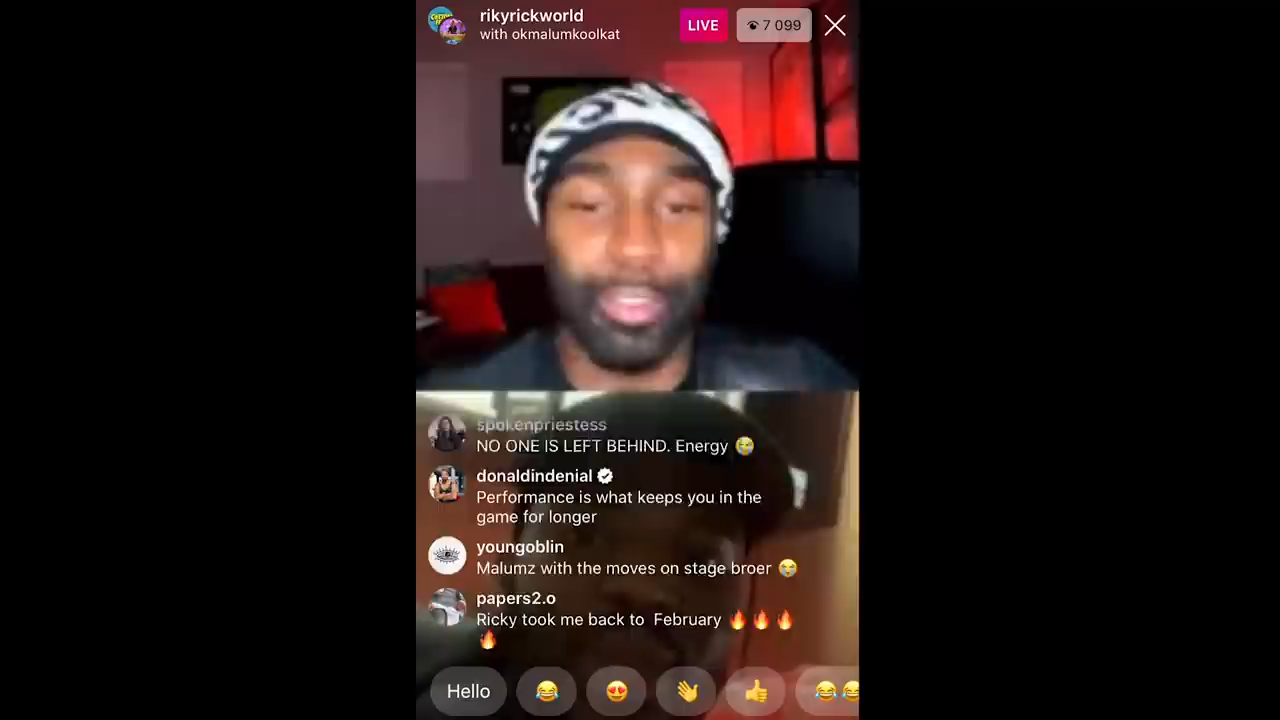 rikyrickworld
with okmalumkoolkat
LIVE
7 099
spokenpriestess
NO ONE IS LEFT BEHIND. Energy 😭
donaldindenial
Performance is what keeps you in the
game for longer
youngoblin
Malumz with the moves on stage broer 😭
papers2.o
Ricky took me back to February 🔥🔥🔥
🔥
Hello 😂 😍 👋 👍 😂😂